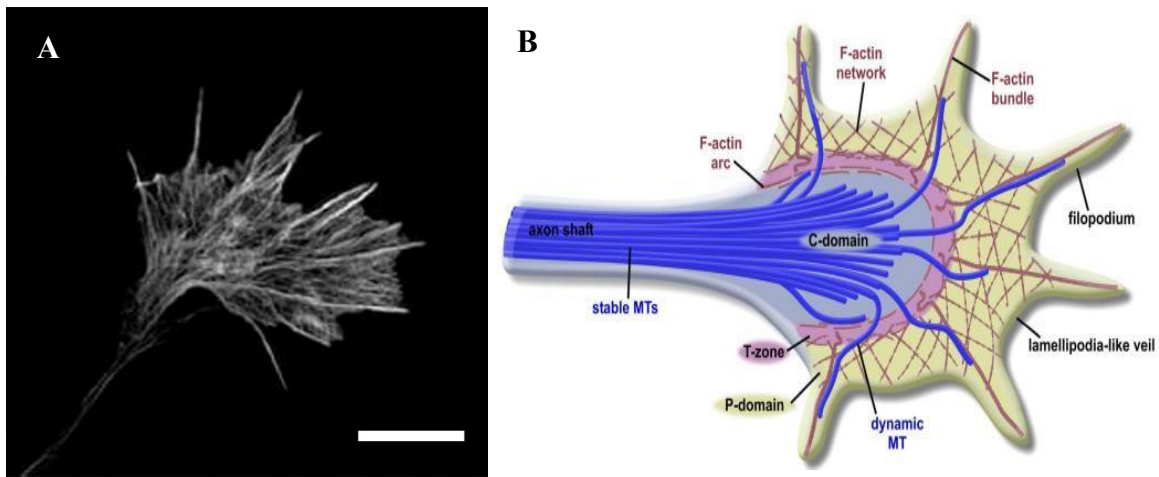 A
B
F-actin
network
F-actin
bundle
F-actin
arc
filopodium
axon shaft
C-domain
stable MTs
lamellipodia-like veil
T-zone
P-domain
dynamic
MT